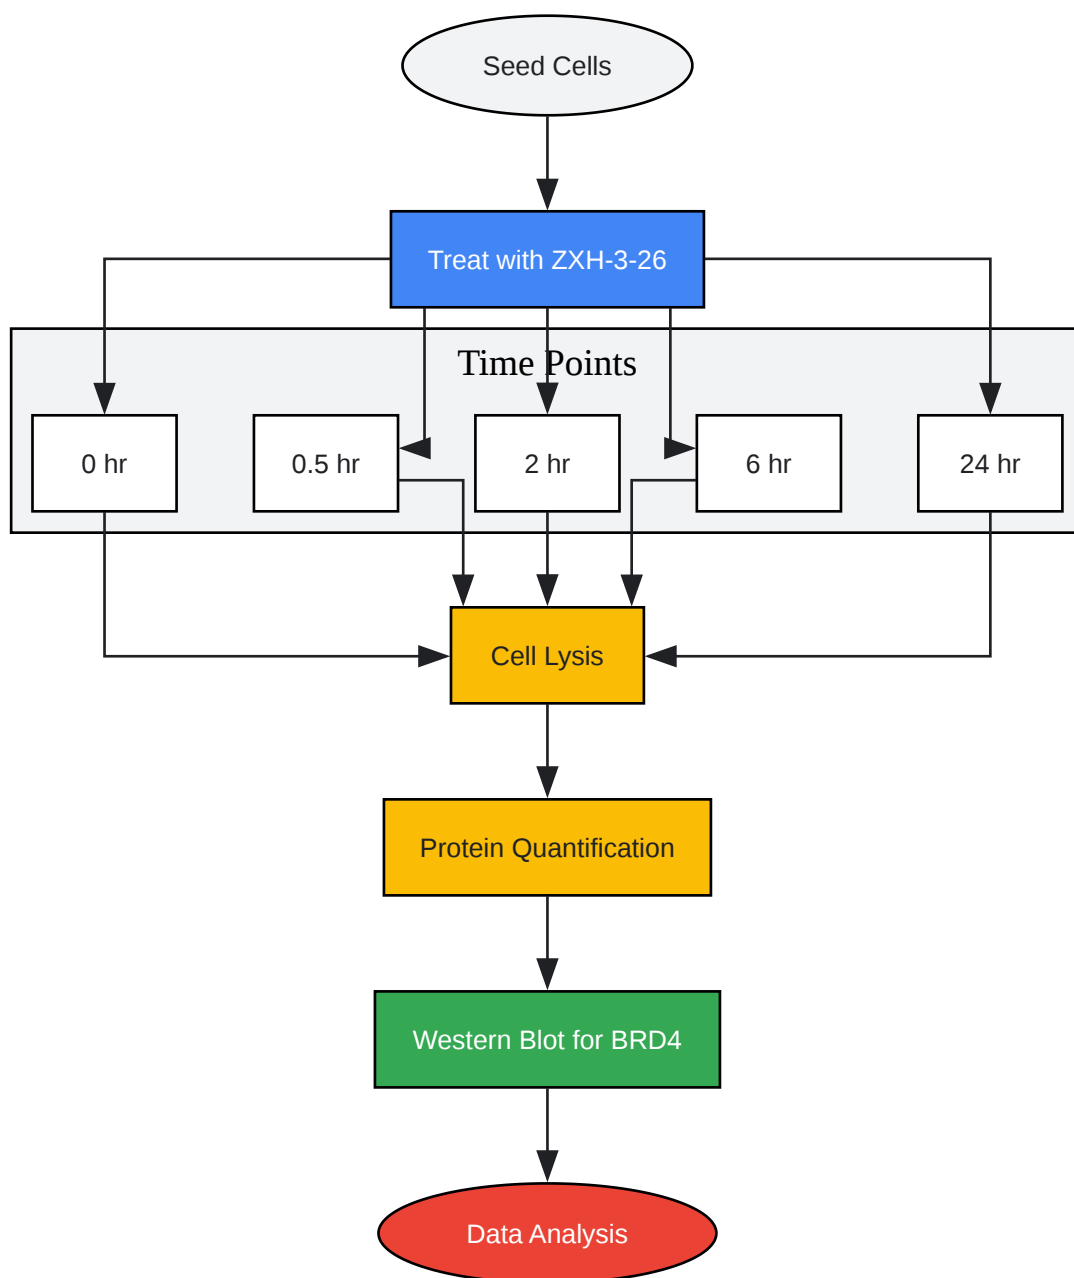 Seed Cells
Treat with ZXH-3-26
Time Points
0 hr
0.5 hr
2 hr
6 hr
24 hr
Cell Lysis
Protein Quantification
Western Blot for BRD4
Data Analysis